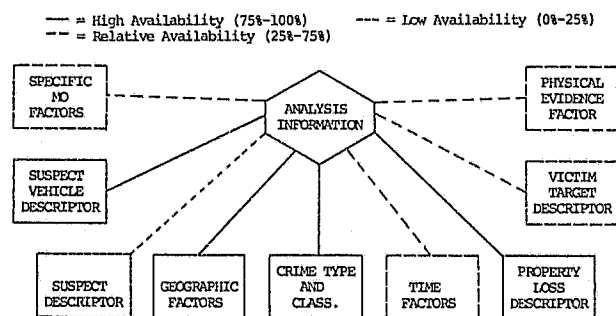 = High Availability (75%-100%)
= Low Availability (0%-25%)
= Relative Availability (25%-75%)
SPECIFIC
MO
FACTORS
ANALYSIS
INFORMATION
PHYSICAL
EVIDENCE
FACTOR
SUSPECT
VEHICLE
DESCRIPTOR
VICTIM
TARGET
DESCRIPTOR
SUSPECT
DESCRIPTOR
GEOGRAPHIC
FACTORS
CRIME TYPE
AND
CLASS.
TIME
FACTORS
PROPERTY
LOSS
DESCRIPTOR